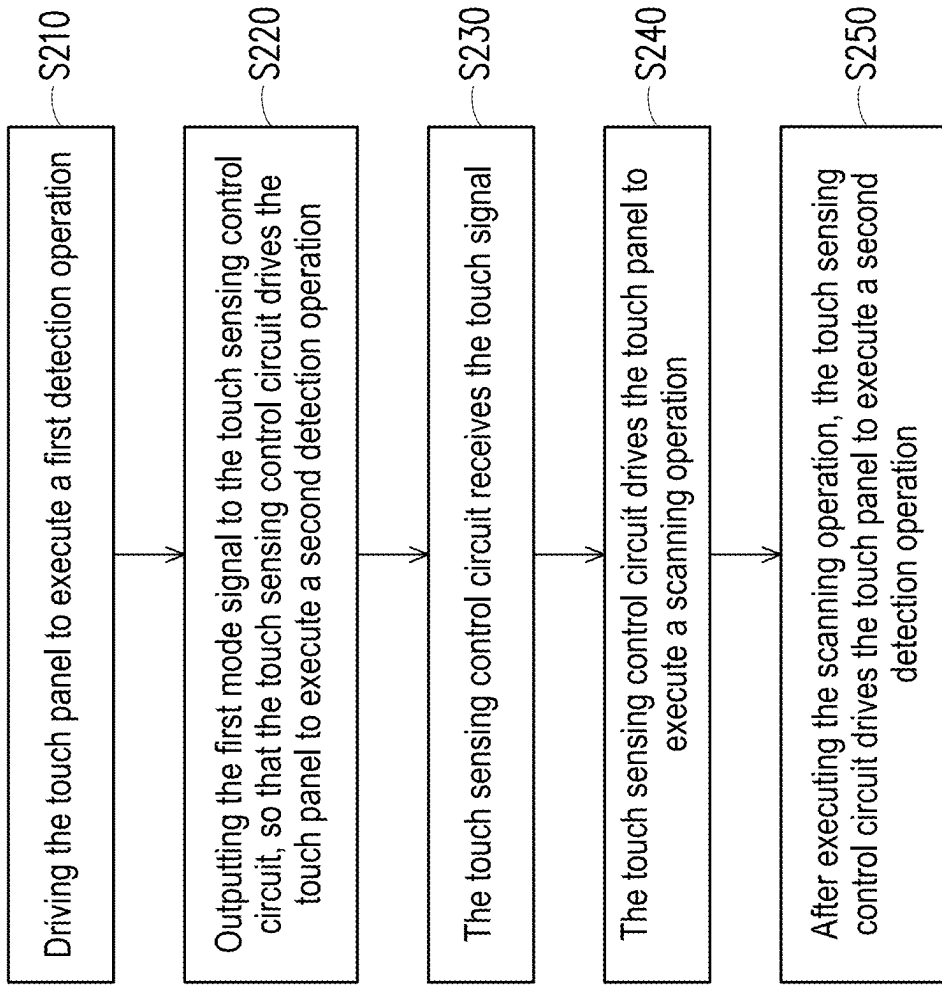 Driving the touch panel to execute a first detection operation
S210
Outputting the first mode signal to the touch sensing control
circuit, so that the touch sensing control circuit drives the
touch panel to execute a second detection operation
S220
The touch sensing control circuit receives the touch signal
S230
The touch sensing control circuit drives the touch panel to
execute a scanning operation
S240
After executing the scanning operation, the touch sensing
control circuit drives the touch panel to execute a second
detection operation
S250